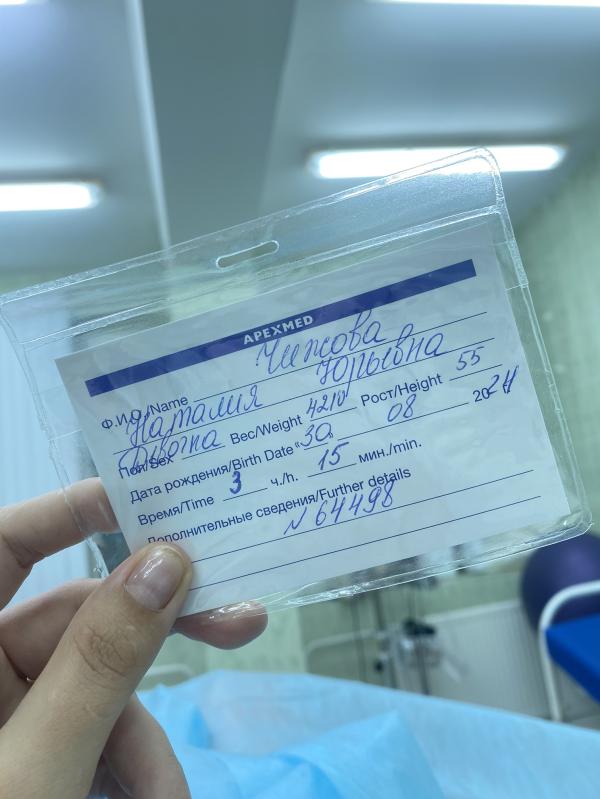 APEXMED
Ф.И.О./Name Чижова
Наталия Юрьевна
Пол/Sex Девочка Вес/Weight 4210 Рост/Height 55
Дата рождения/Birth Date "30 08 2024
Время/Time 3 ч./h. 15 мин./min.
Дополнительные сведения/Further details
N 64498